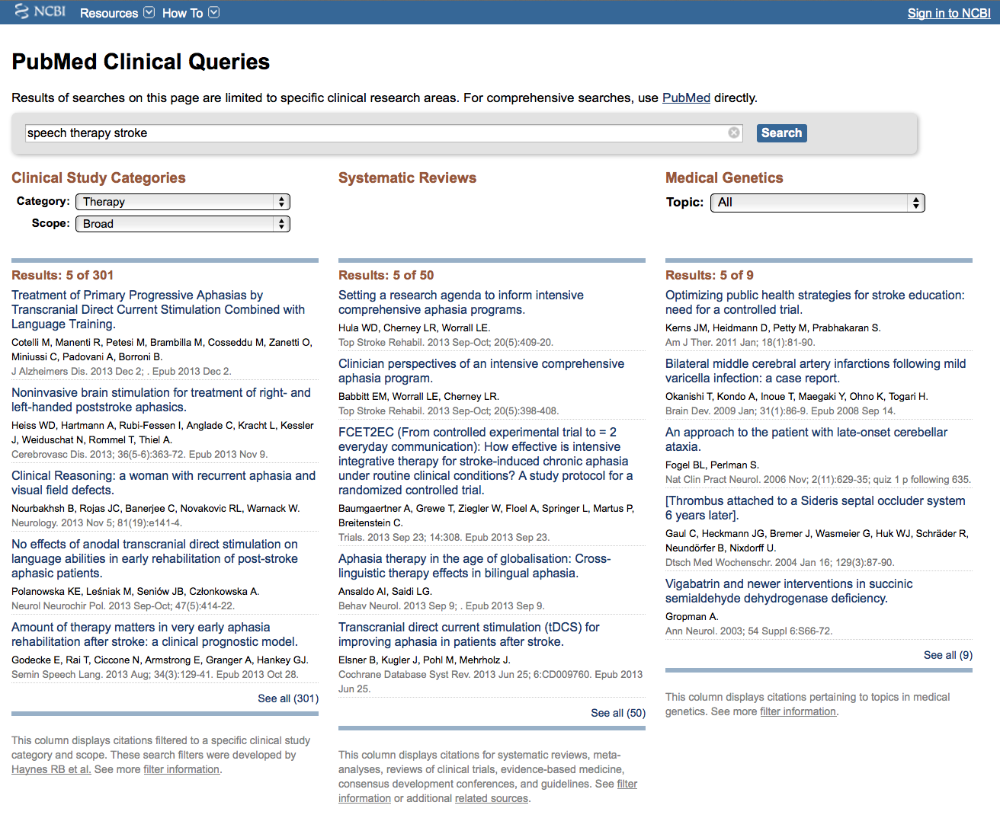 NCBI Resources How To Sign in to NCBI
PubMed Clinical Queries
Results of searches on this page are limited to specific clinical research areas. For comprehensive searches, use PubMed directly.
speech therapy stroke Search
Clinical Study Categories
Category: Therapy
Scope: Broad
Results: 5 of 301
Treatment of Primary Progressive Aphasias by
Transcranial Direct Current Stimulation Combined with
Language Training.
Cotelli M, Manenti R, Petesi M, Brambilla M, Cosseddu M, Zanetti O,
Miniussi C, Padovani A, Borroni B.
J Alzheimers Dis. 2013 Dec 2; . Epub 2013 Dec 2.
Noninvasive brain stimulation for treatment of right- and
left-handed poststroke aphasics.
Heiss WD, Hartmann A, Rubi-Fessen I, Anglade C, Kracht L, Kessler
J, Weiduschat N, Rommel T, Thiel A.
Cerebrovasc Dis. 2013; 36(5-6):363-72. Epub 2013 Nov 9.
Clinical Reasoning: a woman with recurrent aphasia and
visual field defects.
Nourbakhsh B, Rojas JC, Banerjee C, Novakovic RL, Warnack W.
Neurology. 2013 Nov 5; 81(19):e141-4.
No effects of anodal transcranial direct stimulation on
language abilities in early rehabilitation of post-stroke
aphasic patients.
Polanowska KE, Leśniak M, Seniów JB, Członkowska A.
Neurol Neurochir Pol. 2013 Sep-Oct; 47(5):414-22.
Amount of therapy matters in very early aphasia
rehabilitation after stroke: a clinical prognostic model.
Godecke E, Rai T, Ciccone N, Armstrong E, Granger A, Hankey GJ.
Semin Speech Lang. 2013 Aug; 34(3):129-41. Epub 2013 Oct 28.
See all (301)
This column displays citations filtered to a specific clinical study
category and scope. These search filters were developed by
Haynes RB et al. See more filter information.
Systematic Reviews
Results: 5 of 50
Setting a research agenda to inform intensive
comprehensive aphasia programs.
Hula WD, Cherney LR, Worrall LE.
Top Stroke Rehabil. 2013 Sep-Oct; 20(5):409-20.
Clinician perspectives of an intensive comprehensive
aphasia program.
Babbitt EM, Worrall LE, Cherney LR.
Top Stroke Rehabil. 2013 Sep-Oct; 20(5):398-408.
FCET2EC (From controlled experimental trial to = 2
everyday communication): How effective is intensive
integrative therapy for stroke-induced chronic aphasia
under routine clinical conditions? A study protocol for a
randomized controlled trial.
Baumgaertner A, Grewe T, Ziegler W, Floel A, Springer L, Martus P,
Breitenstein C.
Trials. 2013 Sep 23; 14:308. Epub 2013 Sep 23.
Aphasia therapy in the age of globalisation: Cross-
linguistic therapy effects in bilingual aphasia.
Ansaldo AI, Saidi LG.
Behav Neurol. 2013 Sep 9; . Epub 2013 Sep 9.
Transcranial direct current stimulation (tDCS) for
improving aphasia in patients after stroke.
Elsner B, Kugler J, Pohl M, Mehrholz J.
Cochrane Database Syst Rev. 2013 Jun 25; 6:CD009760. Epub 2013
Jun 25.
See all (50)
This column displays citations for systematic reviews, meta-
analyses, reviews of clinical trials, evidence-based medicine,
consensus development conferences, and guidelines. See filter
information or additional related sources.
Medical Genetics
Topic: All
Results: 5 of 9
Optimizing public health strategies for stroke education:
need for a controlled trial.
Kerns JM, Heidmann D, Petty M, Prabhakaran S.
Am J Ther. 2011 Jan; 18(1):81-90.
Bilateral middle cerebral artery infarctions following mild
varicella infection: a case report.
Okanishi T, Kondo A, Inoue T, Maegaki Y, Ohno K, Togari H.
Brain Dev. 2009 Jan; 31(1):86-9. Epub 2008 Sep 14.
An approach to the patient with late-onset cerebellar
ataxia.
Fogel BL, Perlman S.
Nat Clin Pract Neurol. 2006 Nov; 2(11):629-35; quiz 1 p following 635.
[Thrombus attached to a Sideris septal occluder system
6 years later].
Gaul C, Heckmann JG, Bremer J, Wasmeier G, Huk WJ, Schräder R,
Neundörfer B, Nixdorff U.
Dtsch Med Wochenschr. 2004 Jan 16; 129(3):87-90.
Vigabatrin and newer interventions in succinic
semialdehyde dehydrogenase deficiency.
Gropman A.
Ann Neurol. 2003; 54 Suppl 6:S66-72.
See all (9)
This column displays citations pertaining to topics in medical
genetics. See more filter information.